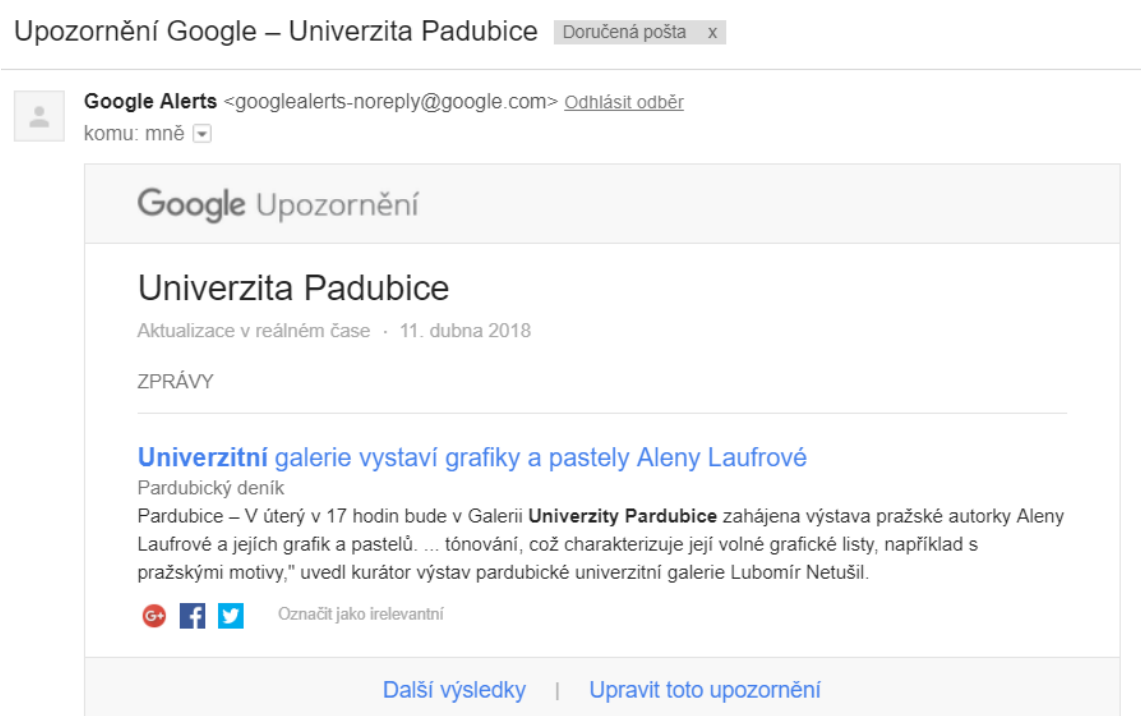 Upozornění Google – Univerzita Padubice Doručená pošta x
Google Alerts <googlealerts-noreply@google.com> Odhlásit odběr
komu: mně
Google Upozornění
Univerzita Padubice
Aktualizace v reálném čase · 11. dubna 2018
ZPRÁVY
Univerzitní galerie vystaví grafiky a pastely Aleny Laufrové
Pardubický deník
Pardubice – V úterý v 17 hodin bude v Galerii Univerzity Pardubice zahájena výstava pražské autorky Aleny
Laufrové a jejích grafik a pastelů. ... tónování, což charakterizuje její volné grafické listy, například s
pražskými motivy," uvedl kurátor výstav pardubické univerzitní galerie Lubomír Netušil.
G+ f Označit jako irelevantní
Další výsledky | Upravit toto upozornění